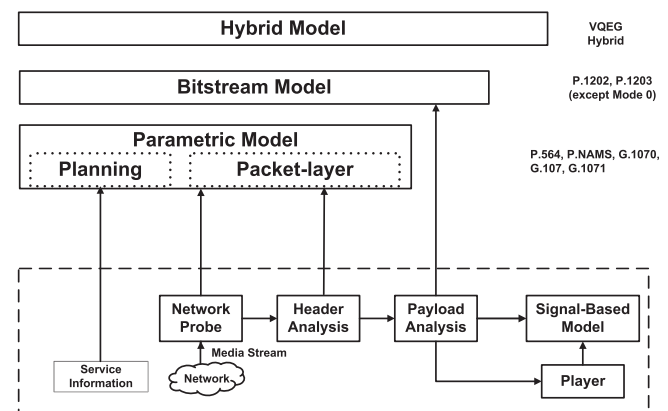 Hybrid Model
VQEG
Hybrid
Bitstream Model
P.1202, P.1203
(except Mode 0)
Parametric Model
Planning
Packet-layer
P.564, P.NAMS, G.1070,
G.107, G.1071
Network
Probe
Header
Analysis
Payload
Analysis
Signal-Based
Model
Media Stream
Service
Information
Network
Player